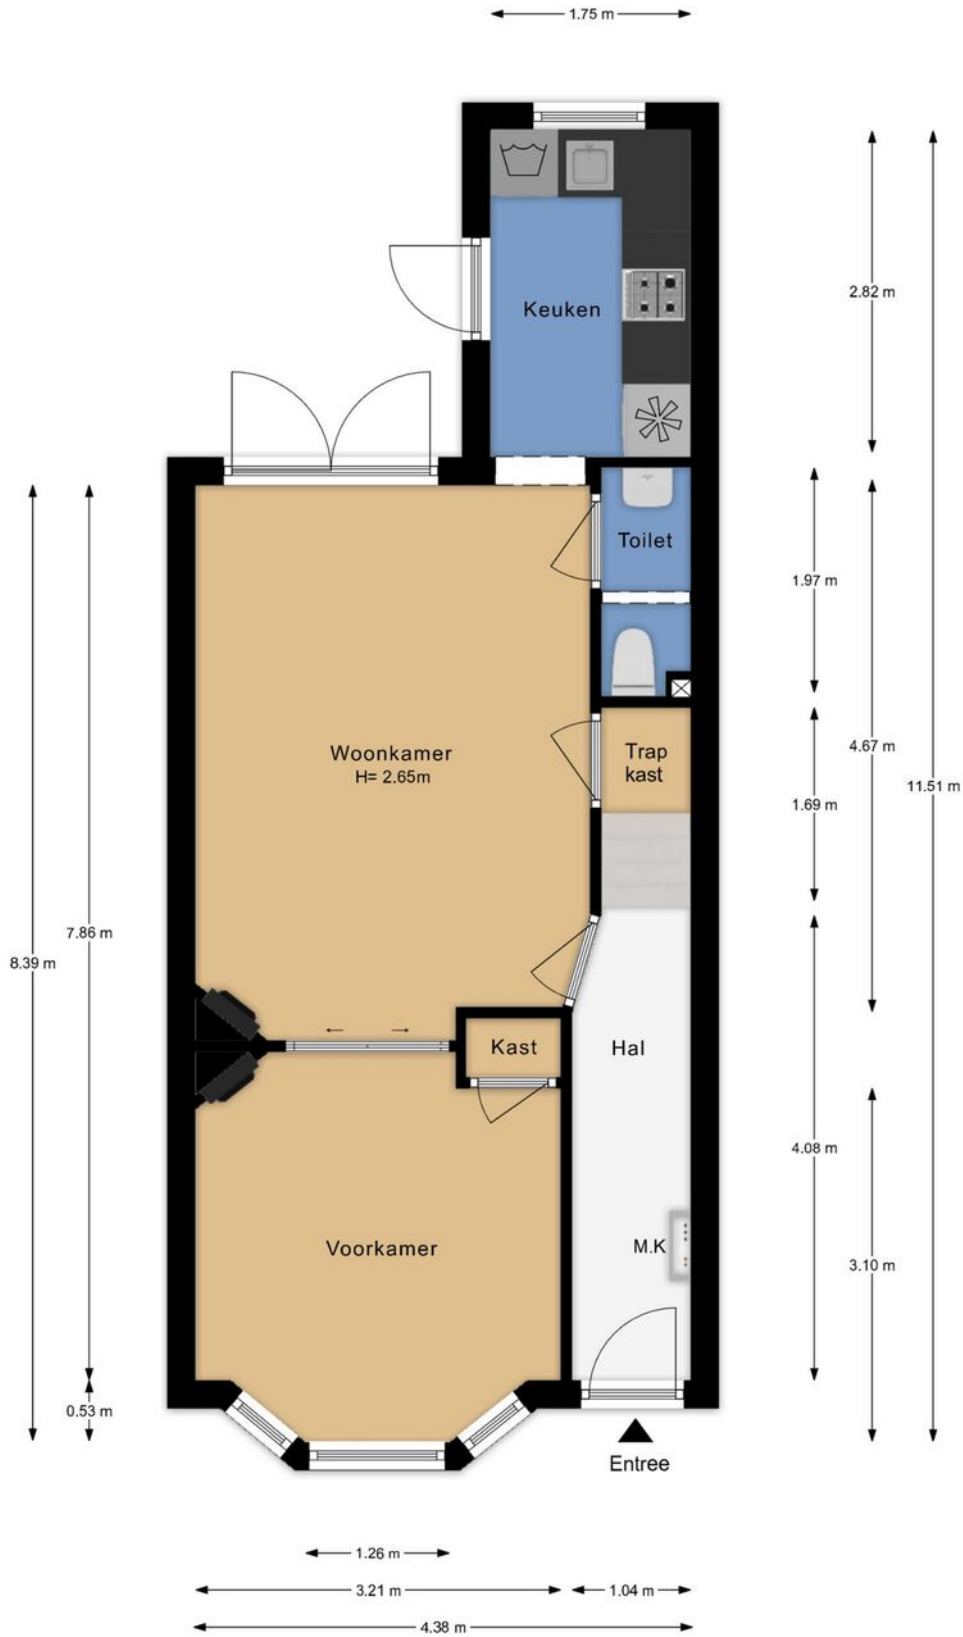 1.75 m
Keuken
2.82 m
Toilet
1.97 m
Woonkamer
H= 2.65m
Trap
kast
4.67 m
11.51 m
1.69 m
7.86 m
8.39 m
Kast
Hal
4.08 m
Voorkamer
M.K
3.10 m
0.53 m
Entree
1.26 m
3.21 m
1.04 m
4.38 m